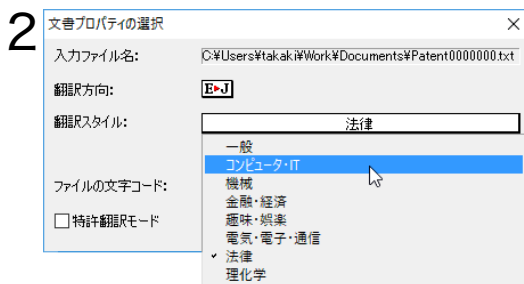 2
文書プロパティの選択
入力ファイル名: C:¥Users¥takaki¥Work¥Documents¥Patent0000000.txt
翻訳方向: E▸J
翻訳スタイル: 法律
一般
コンピュータ・IT
機械
ファイルの文字コード:
金融・経済
趣味・娯楽
特許翻訳モード
電気・電子・通信
✓ 法律
理化学